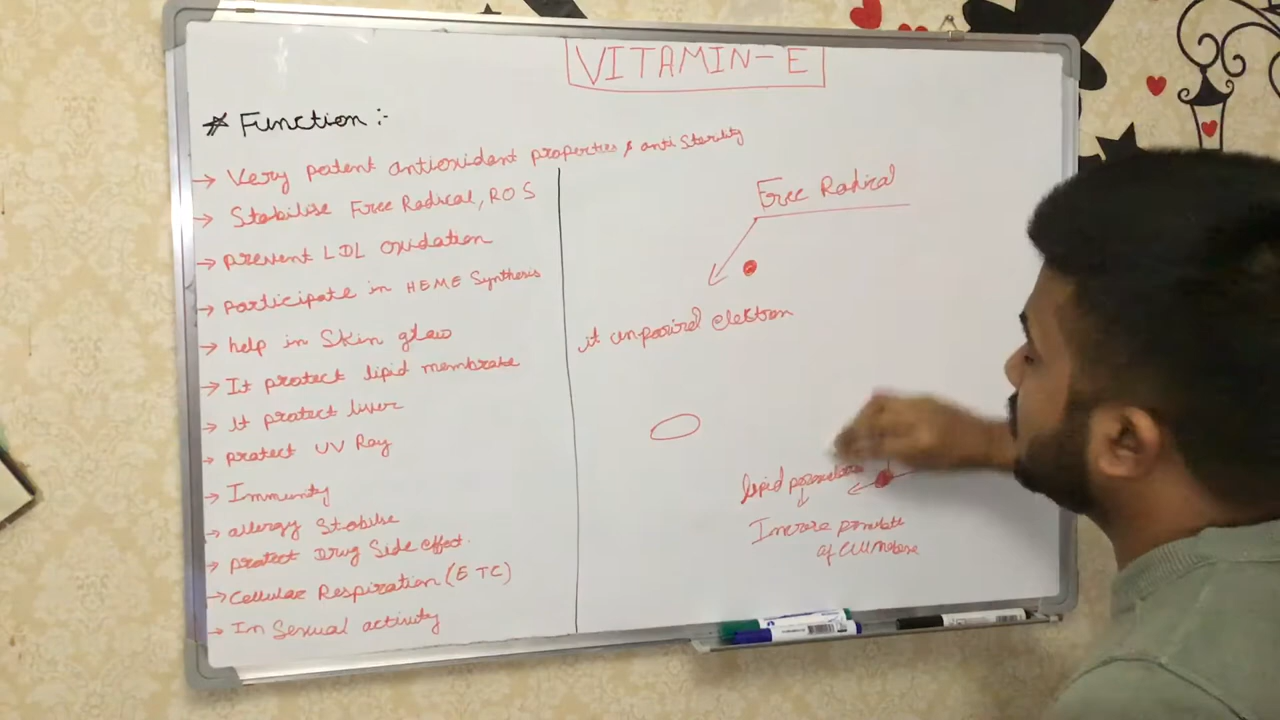 VITAMIN-E
# Function :-
→ Very potent antioxidant properties & anti Sterility
→ Stabilise Free Radical, ROS
→ prevent LDL oxidation
→ participate in HEME Synthesis
→ help in Skin glow
→ It protect lipid membrane
→ It protect liver
→ protect UV Ray
→ Immunity
→ allergy Stabilise
→ protect Drug Side effect.
→ Cellular Respiration (ETC)
→ In Sexual activity
Free Radical
it unpaired electron
lipid
Increase
of